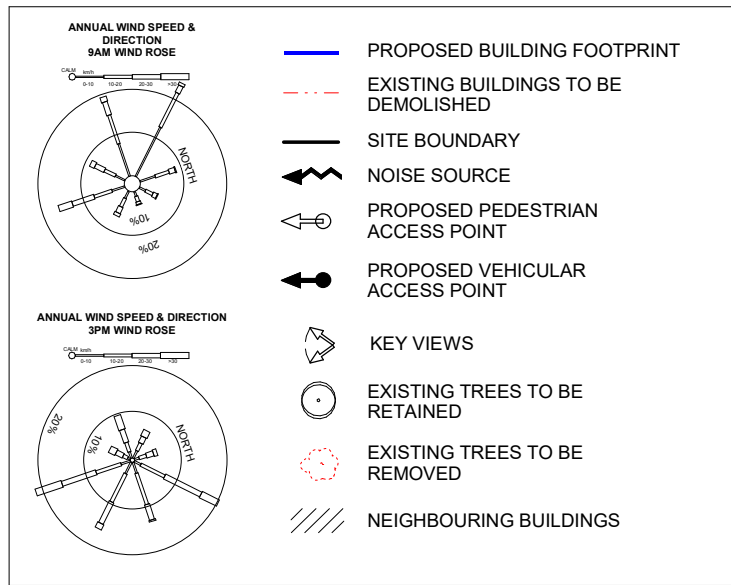 ANNUAL WIND SPEED &
DIRECTION
9AM WIND ROSE
CALM km/h
0-10 10-20 20-30 >30
NORTH
10%
20%
ANNUAL WIND SPEED & DIRECTION
3PM WIND ROSE
CALM km/h
0-10 10-20 20-30 >30
20%
10%
NORTH
PROPOSED BUILDING FOOTPRINT
EXISTING BUILDINGS TO BE
DEMOLISHED
SITE BOUNDARY
NOISE SOURCE
PROPOSED PEDESTRIAN
ACCESS POINT
PROPOSED VEHICULAR
ACCESS POINT
KEY VIEWS
EXISTING TREES TO BE
RETAINED
EXISTING TREES TO BE
REMOVED
NEIGHBOURING BUILDINGS